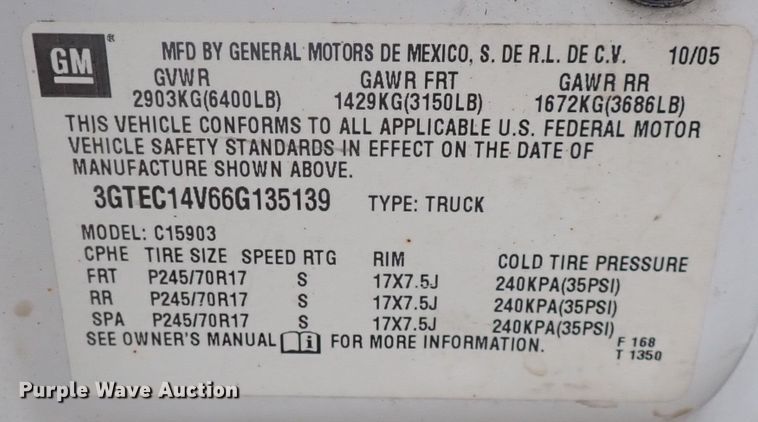 GM® MFD BY GENERAL MOTORS DE MEXICO, S. DE R.L. DE C.V. 10/05
GVWR GAWR FRT GAWR RR
2903KG(6400LB) 1429KG(3150LB) 1672KG(3686LB)
THIS VEHICLE CONFORMS TO ALL APPLICABLE U.S. FEDERAL MOTOR
VEHICLE SAFETY STANDARDS IN EFFECT ON THE DATE OF
MANUFACTURE SHOWN ABOVE.
3GTEC14V66G135139 TYPE: TRUCK
MODEL: C15903
CPHE TIRE SIZE SPEED RTG RIM COLD TIRE PRESSURE
FRT P245/70R17 S 17X7.5J 240KPA(35PSI)
RR P245/70R17 S 17X7.5J 240KPA(35PSI)
SPA P245/70R17 S 17X7.5J 240KPA(35PSI)
SEE OWNER'S MANUAL i FOR MORE INFORMATION. F 168
T 1350
Purple Wave Auction